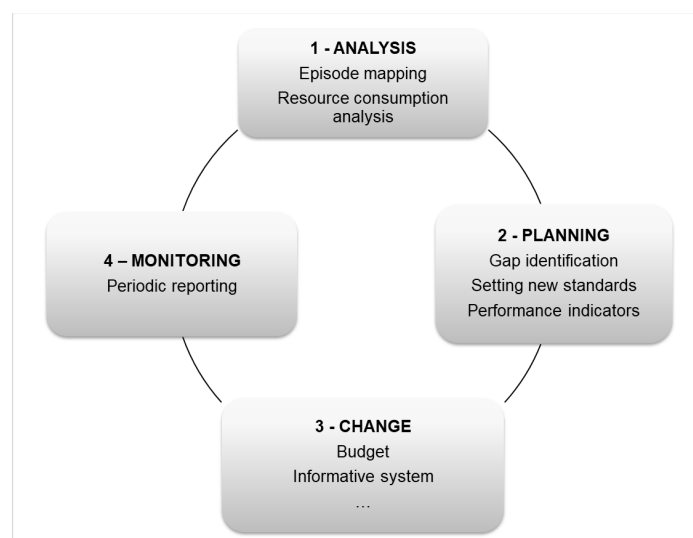 1 - ANALYSIS
Episode mapping
Resource consumption
analysis
2 - PLANNING
Gap identification
Setting new standards
Performance indicators
3 - CHANGE
Budget
Informative system
…
4 – MONITORING
Periodic reporting